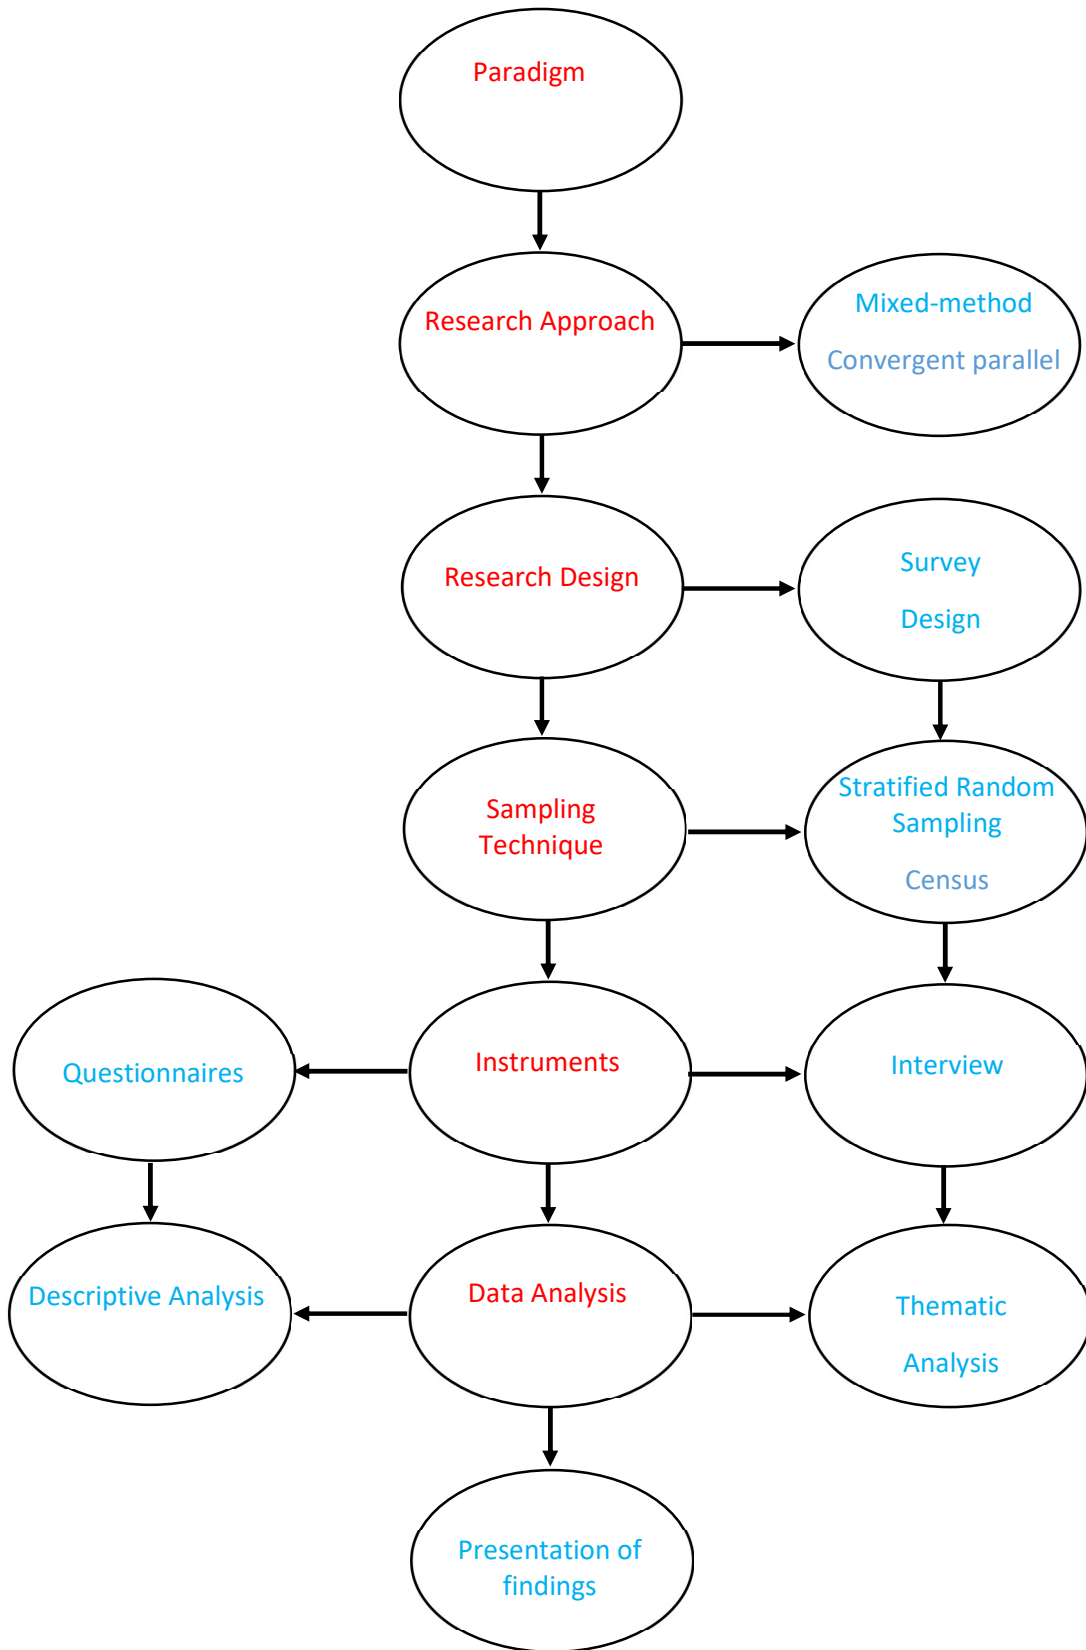 Paradigm
Research Approach
Mixed-method
Convergent parallel
Research Design
Survey
Design
Sampling
Technique
Stratified Random
Sampling
Census
Questionnaires
Instruments
Interview
Descriptive Analysis
Data Analysis
Thematic
Analysis
Presentation of
findings